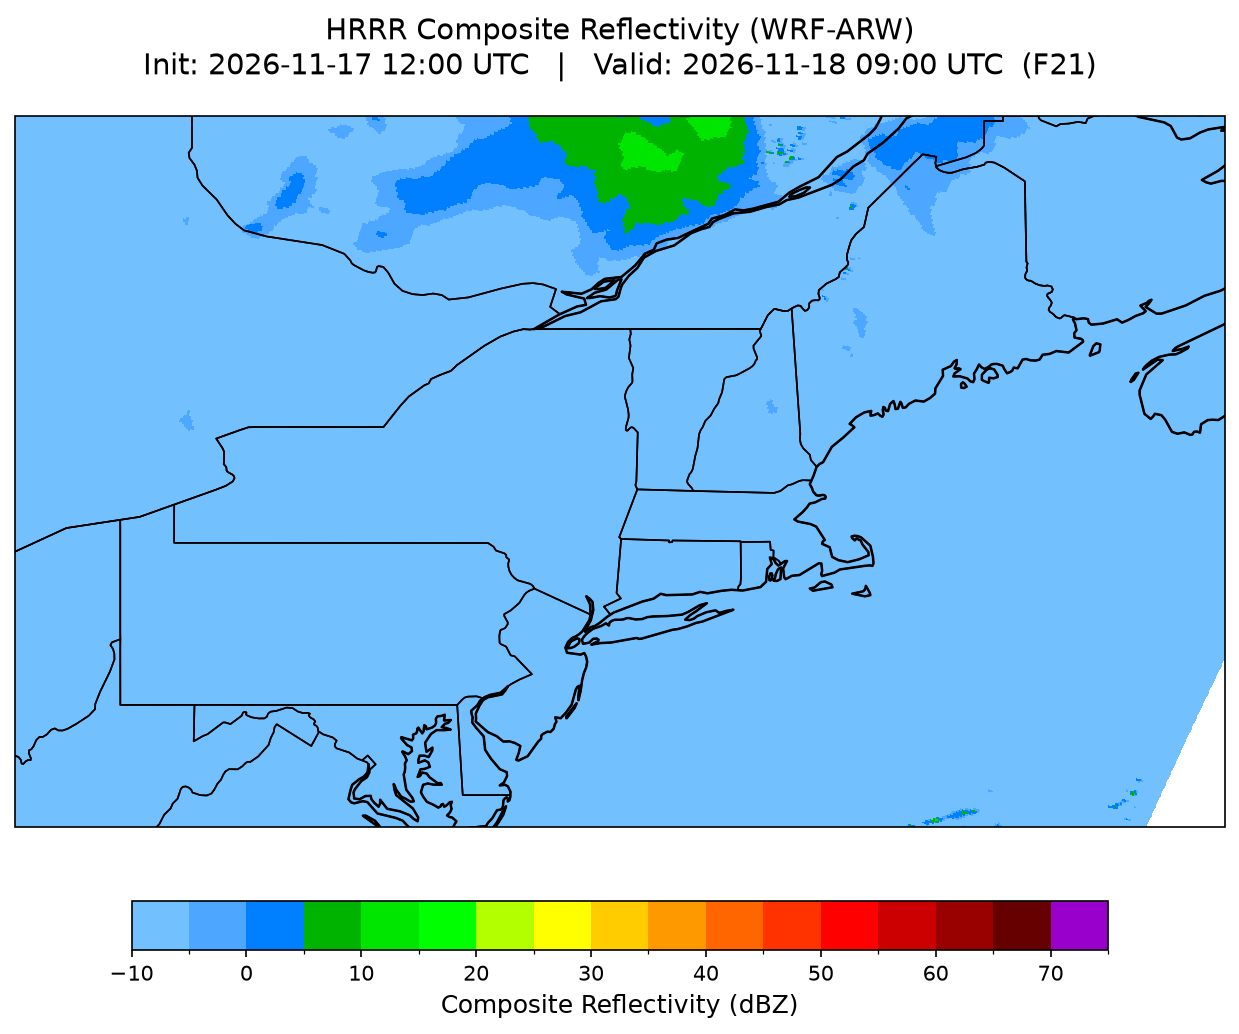 HRRR Composite Reflectivity (WRF-ARW)
Init: 2026-11-17 12:00 UTC | Valid: 2026-11-18 09:00 UTC (F21)
−10 0 10 20 30 40 50 60 70
Composite Reflectivity (dBZ)